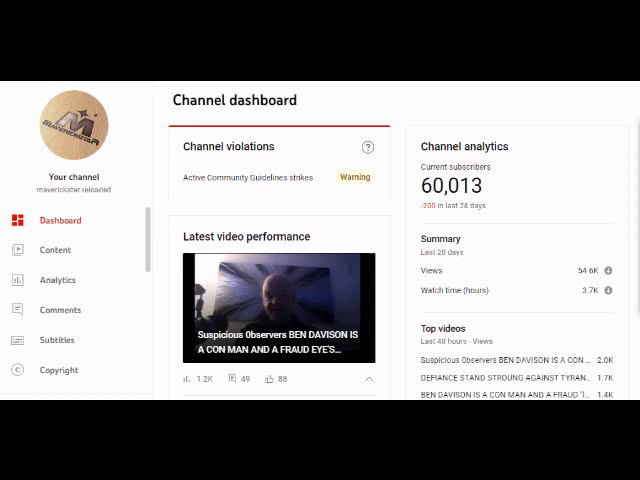 MAVERICKSTAR
Your channel
maverickstar reloaded
Dashboard
Content
Analytics
Comments
Subtitles
Copyright
Channel dashboard
Channel violations
?
Active Community Guidelines strikes
Warning
Latest video performance
Suspicious 0bservers BEN DAVISON IS
A CON MAN AND A FRAUD EYE'S...
1.2K 49 88
Channel analytics
Current subscribers
60,013
-200 in last 28 days
Summary
Last 28 days
Views 54.6K
Watch time (hours) 3.7K
Top videos
Last 48 hours · Views
Suspicious 0bservers BEN DAVISON IS A CON ... 2.0K
DEFIANCE STAND STROUNG AGAINST TYRAN... 1.7K
BEN DAVISON IS A CON MAN AND A FRAUD "I... 1.4K